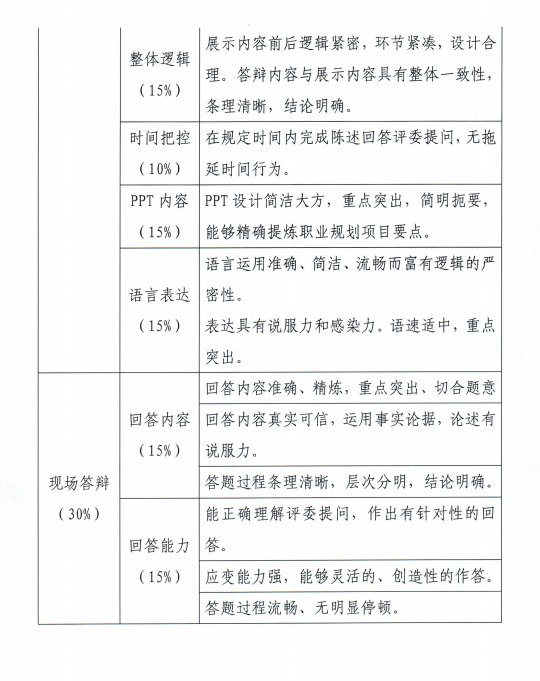 整体逻辑
（15%）
展示内容前后逻辑紧密，环节紧凑，设计合
理。答辩内容与展示内容具有整体一致性，
条理清晰，结论明确。
时间把控
（10%）
在规定时间内完成陈述回答评委提问，无拖
延时间行为。
PPT 内容
（15%）
PPT 设计简洁大方，重点突出，简明扼要，
能够精确提炼职业规划项目要点。
语言表达
（15%）
语言运用准确、简洁、流畅而富有逻辑的严
密性。
表达具有说服力和感染力。语速适中，重点
突出。
现场答辩
（30%）
回答内容
（15%）
回答内容准确、精炼，重点突出、切合题意
回答内容真实可信，运用事实论据，论述有
说服力。
答题过程条理清晰，层次分明，结论明确。
回答能力
（15%）
能正确理解评委提问，作出有针对性的回
答。
应变能力强，能够灵活的、创造性的作答。
答题过程流畅、无明显停顿。